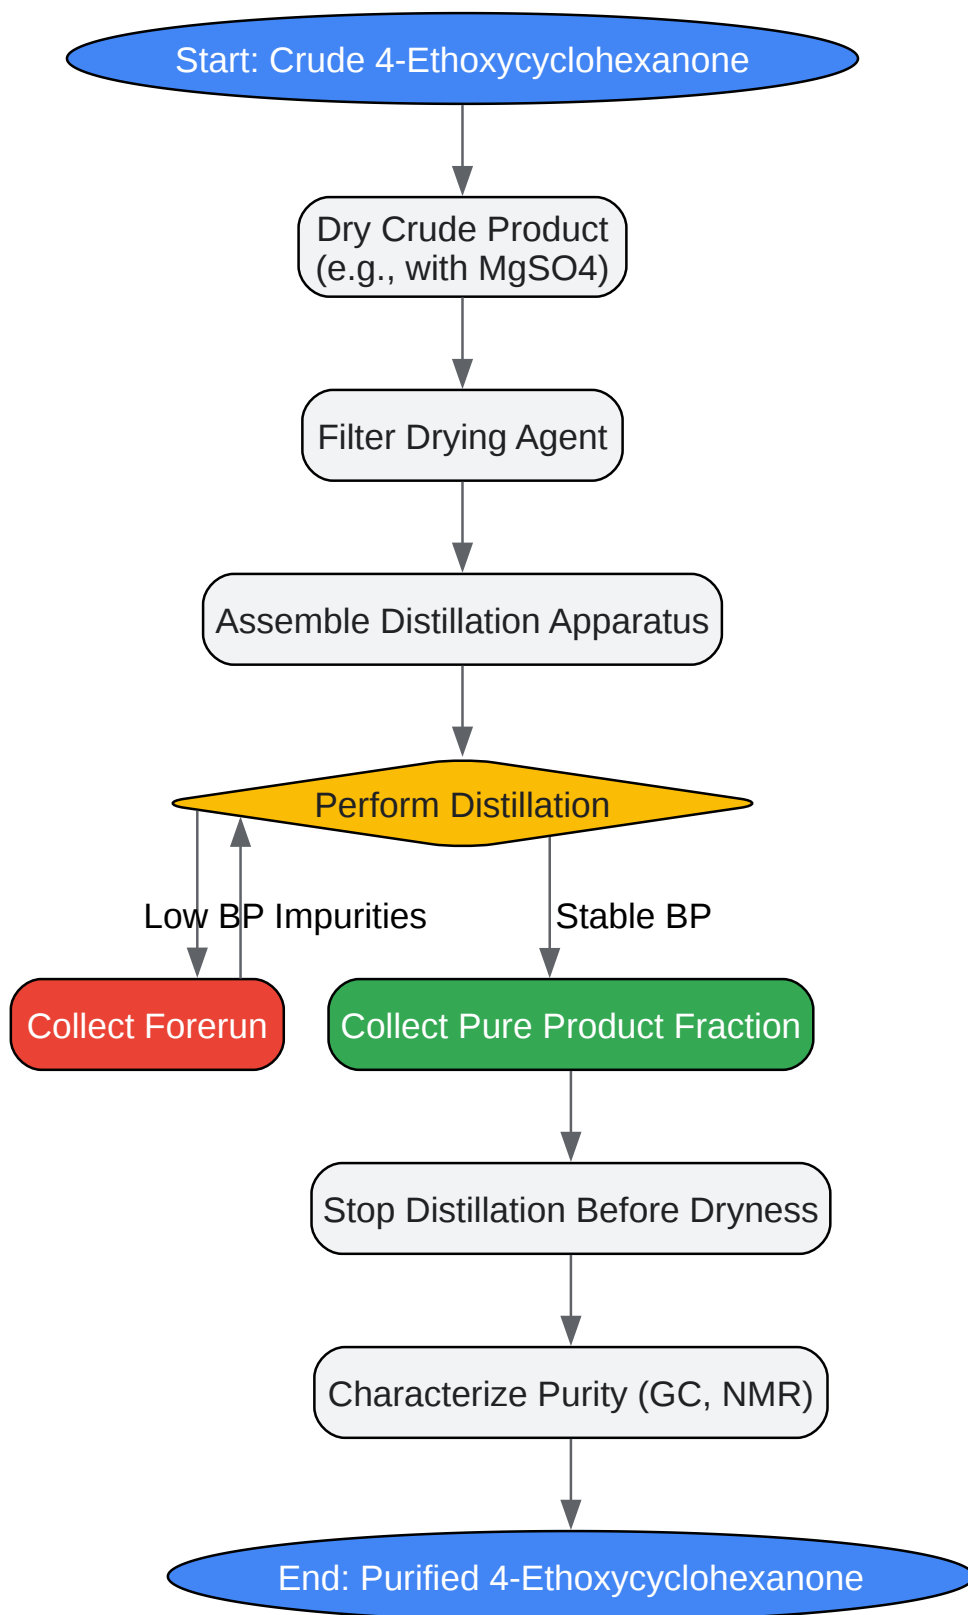 Start: Crude 4-Ethoxycyclohexanone
Dry Crude Product
(e.g., with MgSO4)
Filter Drying Agent
Assemble Distillation Apparatus
Perform Distillation
Low BP Impurities
Stable BP
Collect Forerun
Collect Pure Product Fraction
Stop Distillation Before Dryness
Characterize Purity (GC, NMR)
End: Purified 4-Ethoxycyclohexanone